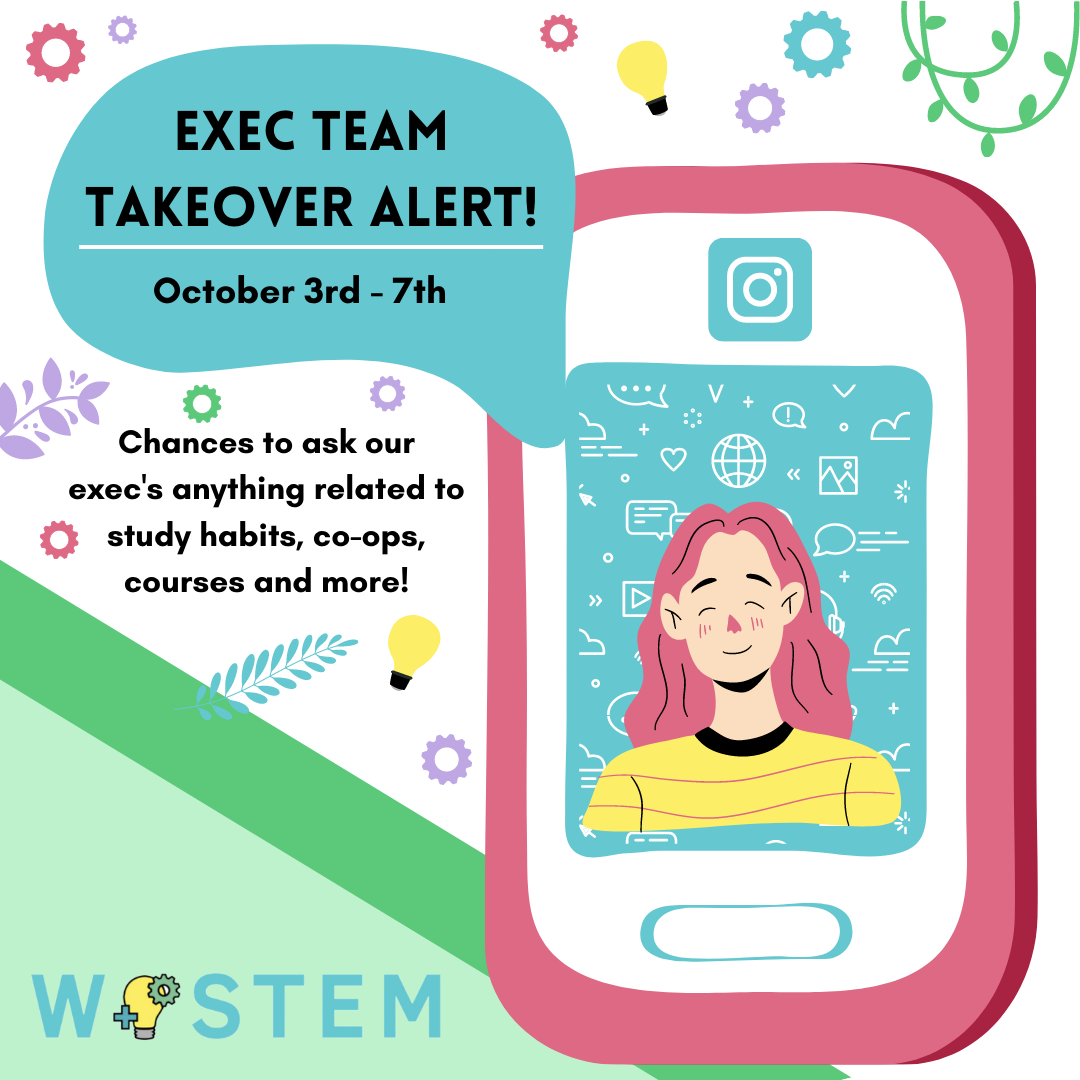 EXEC TEAM
TAKEOVER ALERT!
October 3rd - 7th
Chances to ask our
exec's anything related to
study habits, co-ops,
courses and more!
W STEM